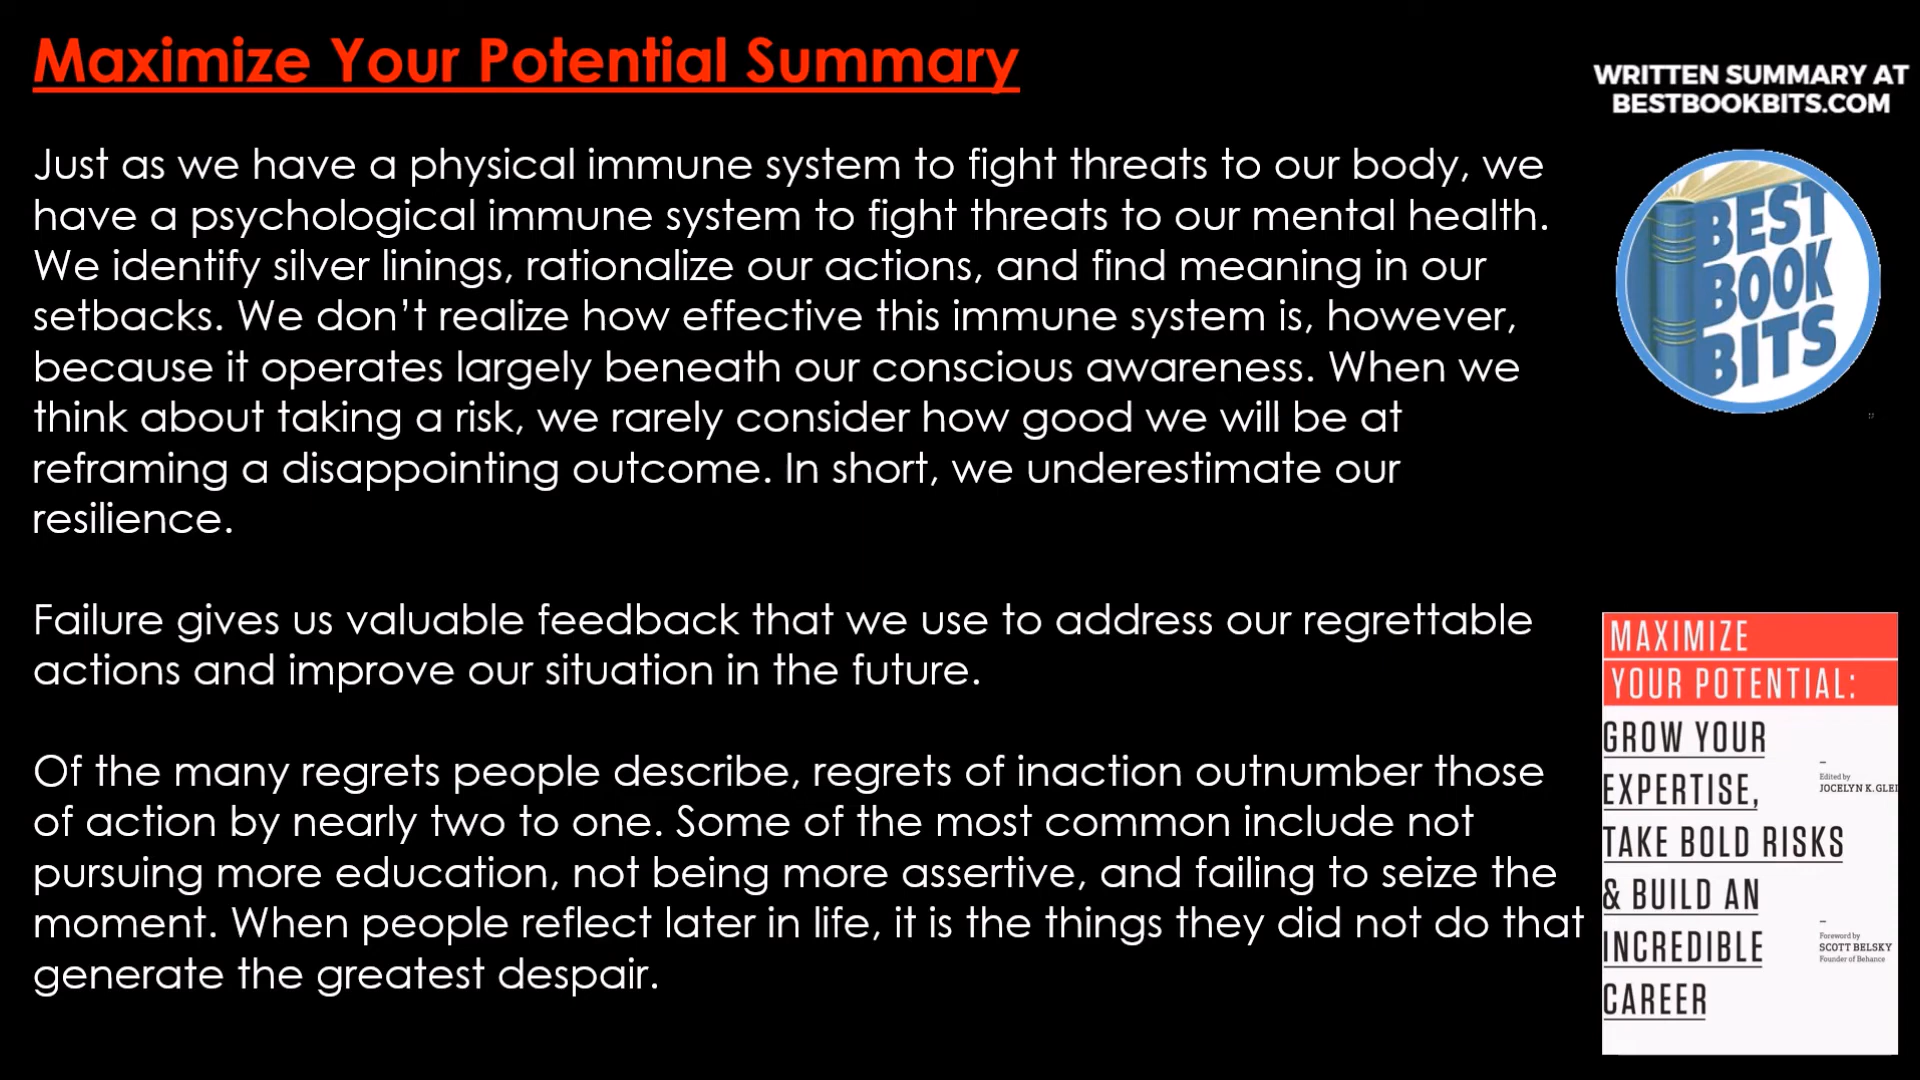 Maximize Your Potential Summary
WRITTEN SUMMARY AT
BESTBOOKBITS.COM
Just as we have a physical immune system to fight threats to our body, we
have a psychological immune system to fight threats to our mental health.
We identify silver linings, rationalize our actions, and find meaning in our
setbacks. We don’t realize how effective this immune system is, however,
because it operates largely beneath our conscious awareness. When we
think about taking a risk, we rarely consider how good we will be at
reframing a disappointing outcome. In short, we underestimate our
resilience.
Failure gives us valuable feedback that we use to address our regrettable
actions and improve our situation in the future.
Of the many regrets people describe, regrets of inaction outnumber those
of action by nearly two to one. Some of the most common include not
pursuing more education, not being more assertive, and failing to seize the
moment. When people reflect later in life, it is the things they did not do that
generate the greatest despair.
BEST
BOOK
BITS
MAXIMIZE
YOUR POTENTIAL:
GROW YOUR
EXPERTISE,
TAKE BOLD RISKS
& BUILD AN
INCREDIBLE
CAREER
–
Edited by
JOCELYN K. GLEI
–
Foreword by
SCOTT BELSKY
Founder of Behance